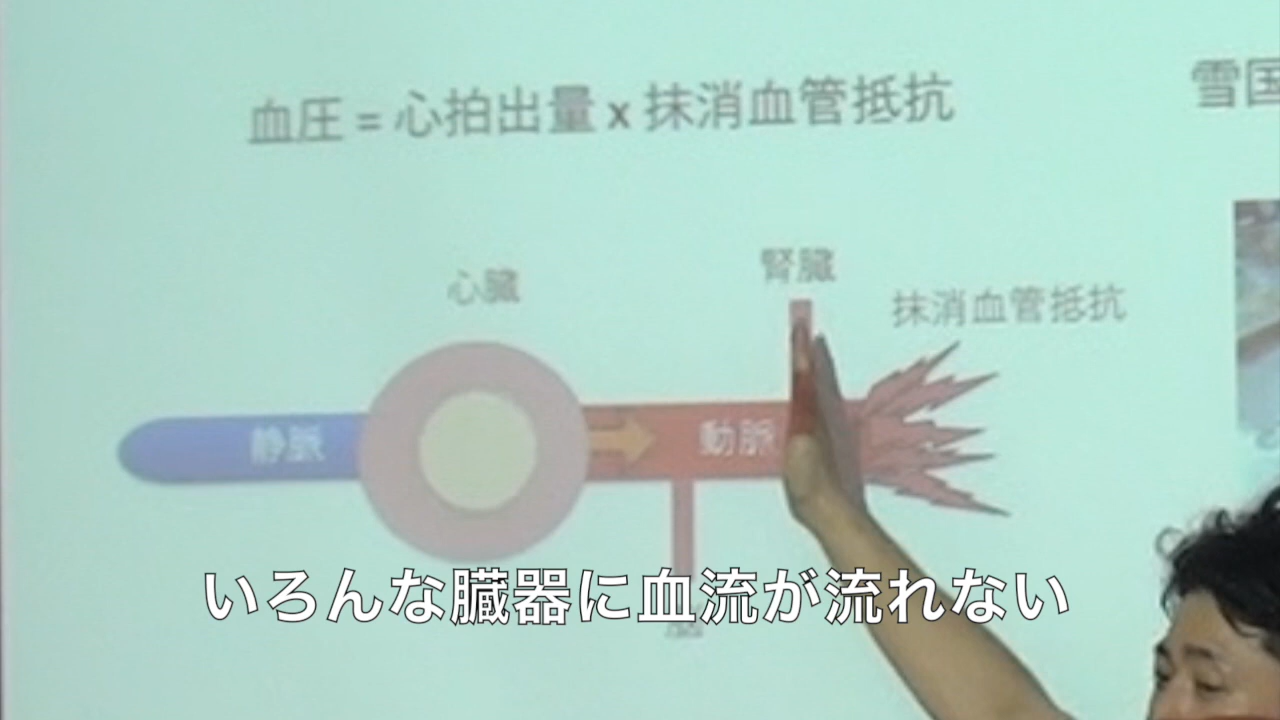 血圧 = 心拍出量 x 抹消血管抵抗
雪国
心臓
腎臓
抹消血管抵抗
静脈
動脈
いろんな臓器に血流が流れない